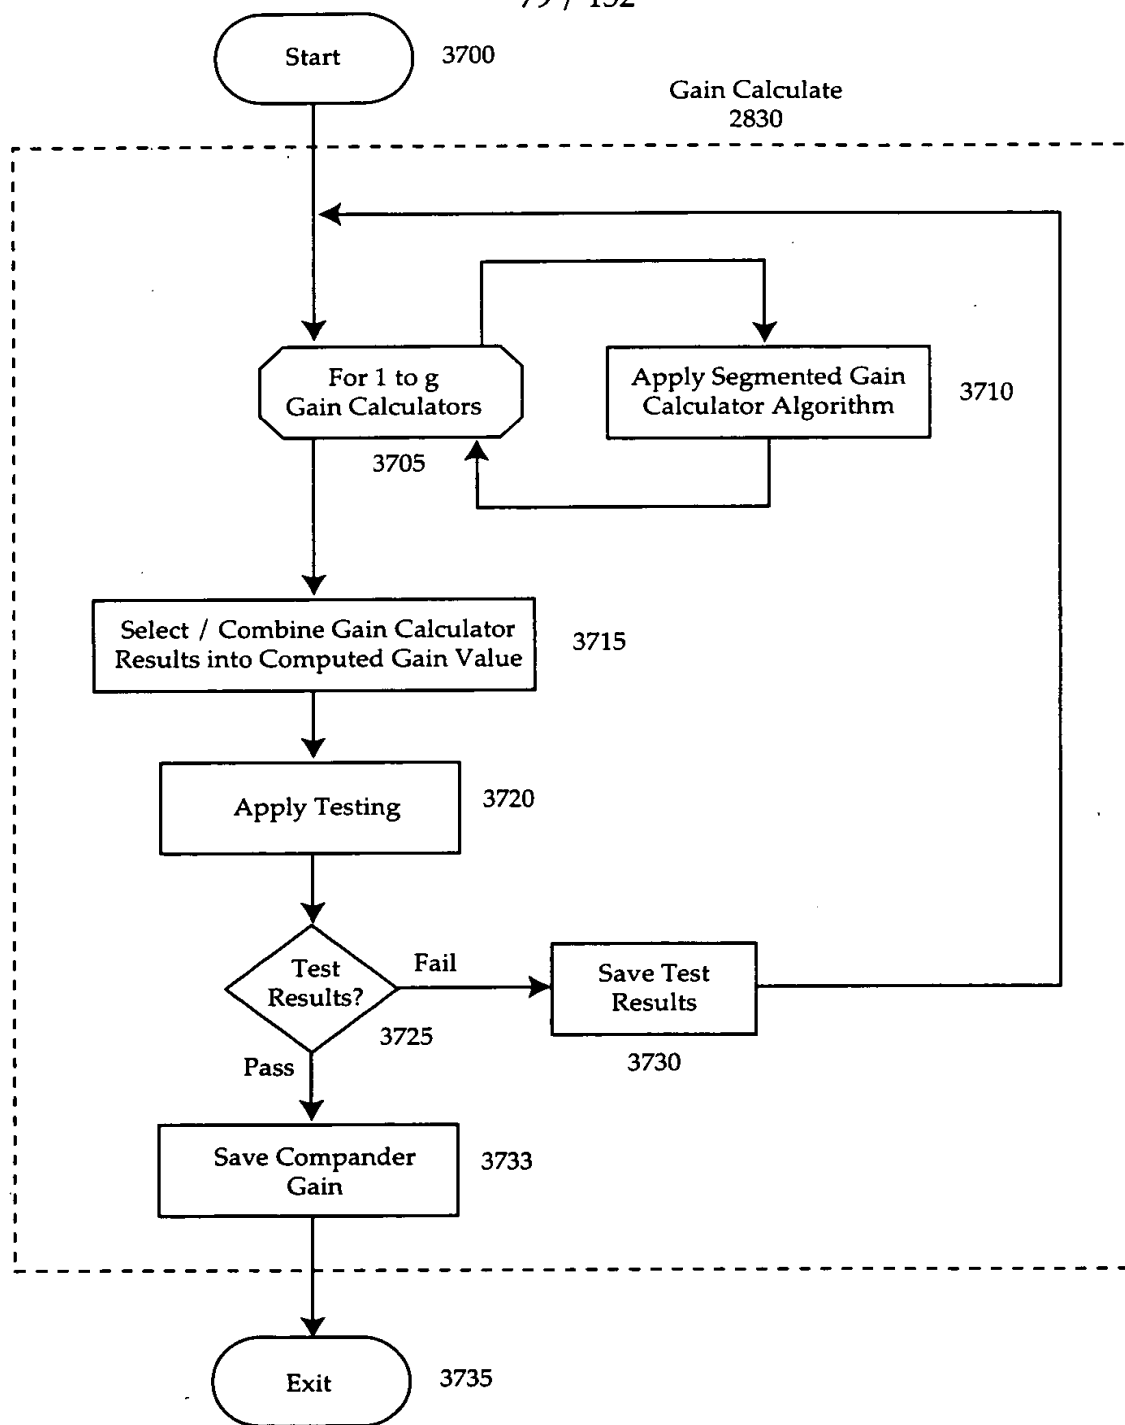 79 / 152
Start
3700
Gain Calculate
2830
For 1 to g
Gain Calculators
3705
Apply Segmented Gain
Calculator Algorithm
3710
Select / Combine Gain Calculator
Results into Computed Gain Value
3715
Apply Testing
3720
Test
Results?
3725
Fail
Pass
Save Test
Results
3730
Save Compander
Gain
3733
Exit
3735